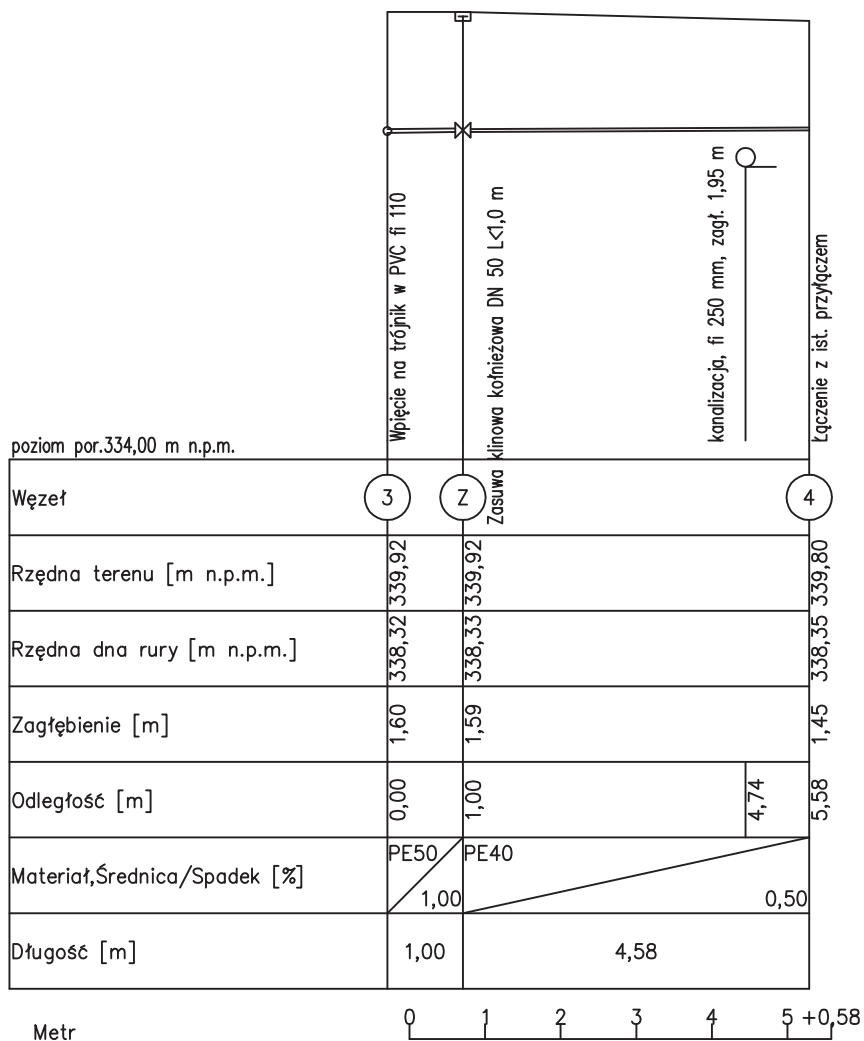 Wpięcie na trójnik w PVC fi 110
Zasuwa klinowa kołnieżowa DN 50 L<1,0 m
kanalizacja, fi 250 mm, zagł. 1,95 m
Łączenie z ist. przyłączem
poziom por.334,00 m n.p.m.
Węzeł 3 Z 4
Rzędna terenu [m n.p.m.] 339,92 339,92 339,80
Rzędna dna rury [m n.p.m.] 338,32 338,33 338,35
Zagłębienie [m] 1,60 1,59 1,45
Odległość [m] 0,00 1,00 4,74 5,58
Materiał,Średnica/Spadek [%] PE50 1,00 PE40 0,50
Długość [m] 1,00 4,58
Metr 0 1 2 3 4 5 +0,58